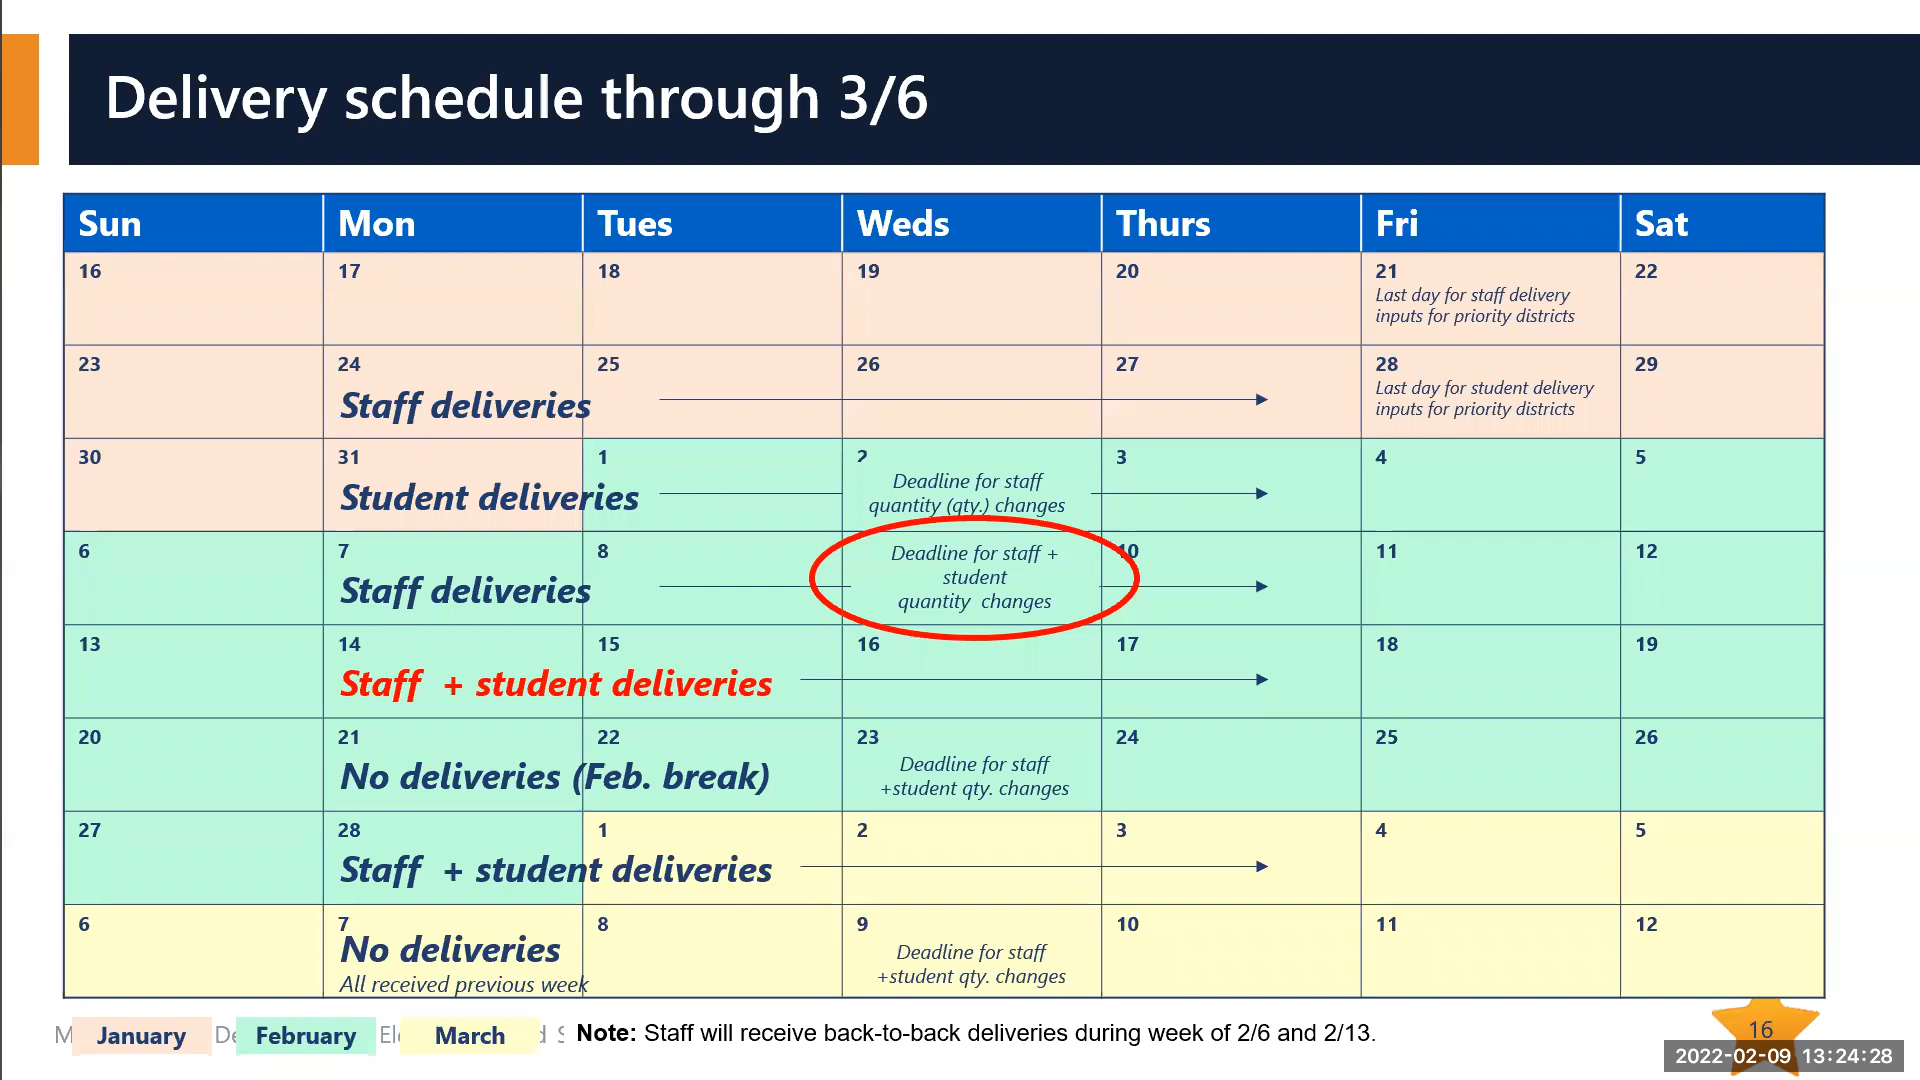 Delivery schedule through 3/6
Sun Mon Tues Weds Thurs Fri Sat
16 17 18 19 20 21 22
Last day for staff delivery
inputs for priority districts
23 24 25 26 27 28 29
Staff deliveries
Last day for student delivery
inputs for priority districts
30 31 1 2 3 4 5
Student deliveries
Deadline for staff
quantity (qty.) changes
6 7 8 10 11 12
Staff deliveries
Deadline for staff +
student
quantity changes
13 14 15 16 17 18 19
Staff + student deliveries
20 21 22 23 24 25 26
No deliveries (Feb. break)
Deadline for staff
+student qty. changes
27 28 1 2 3 4 5
Staff + student deliveries
6 7 8 9 10 11 12
No deliveries
All received previous week
Deadline for staff
+student qty. changes
January February March
Note: Staff will receive back-to-back deliveries during week of 2/6 and 2/13.
16
2022-02-09 13:24:28